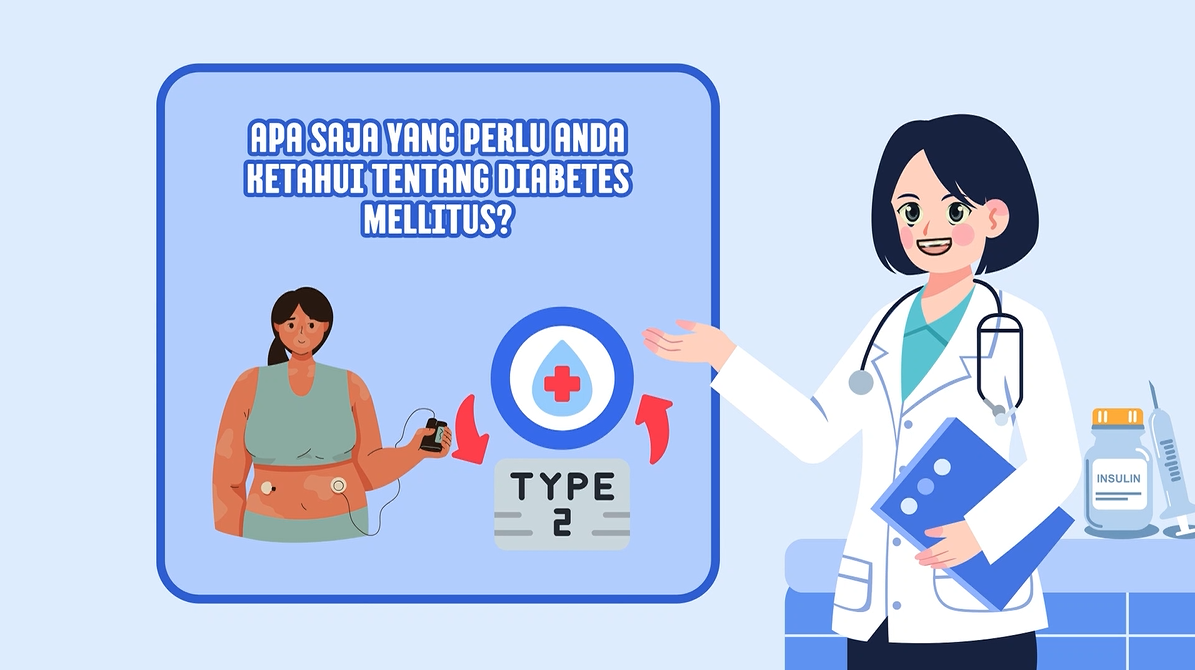 APA SAJA YANG PERLU ANDA
KETAHUI TENTANG DIABETES
MELLITUS?
TYPE
2
INSULIN